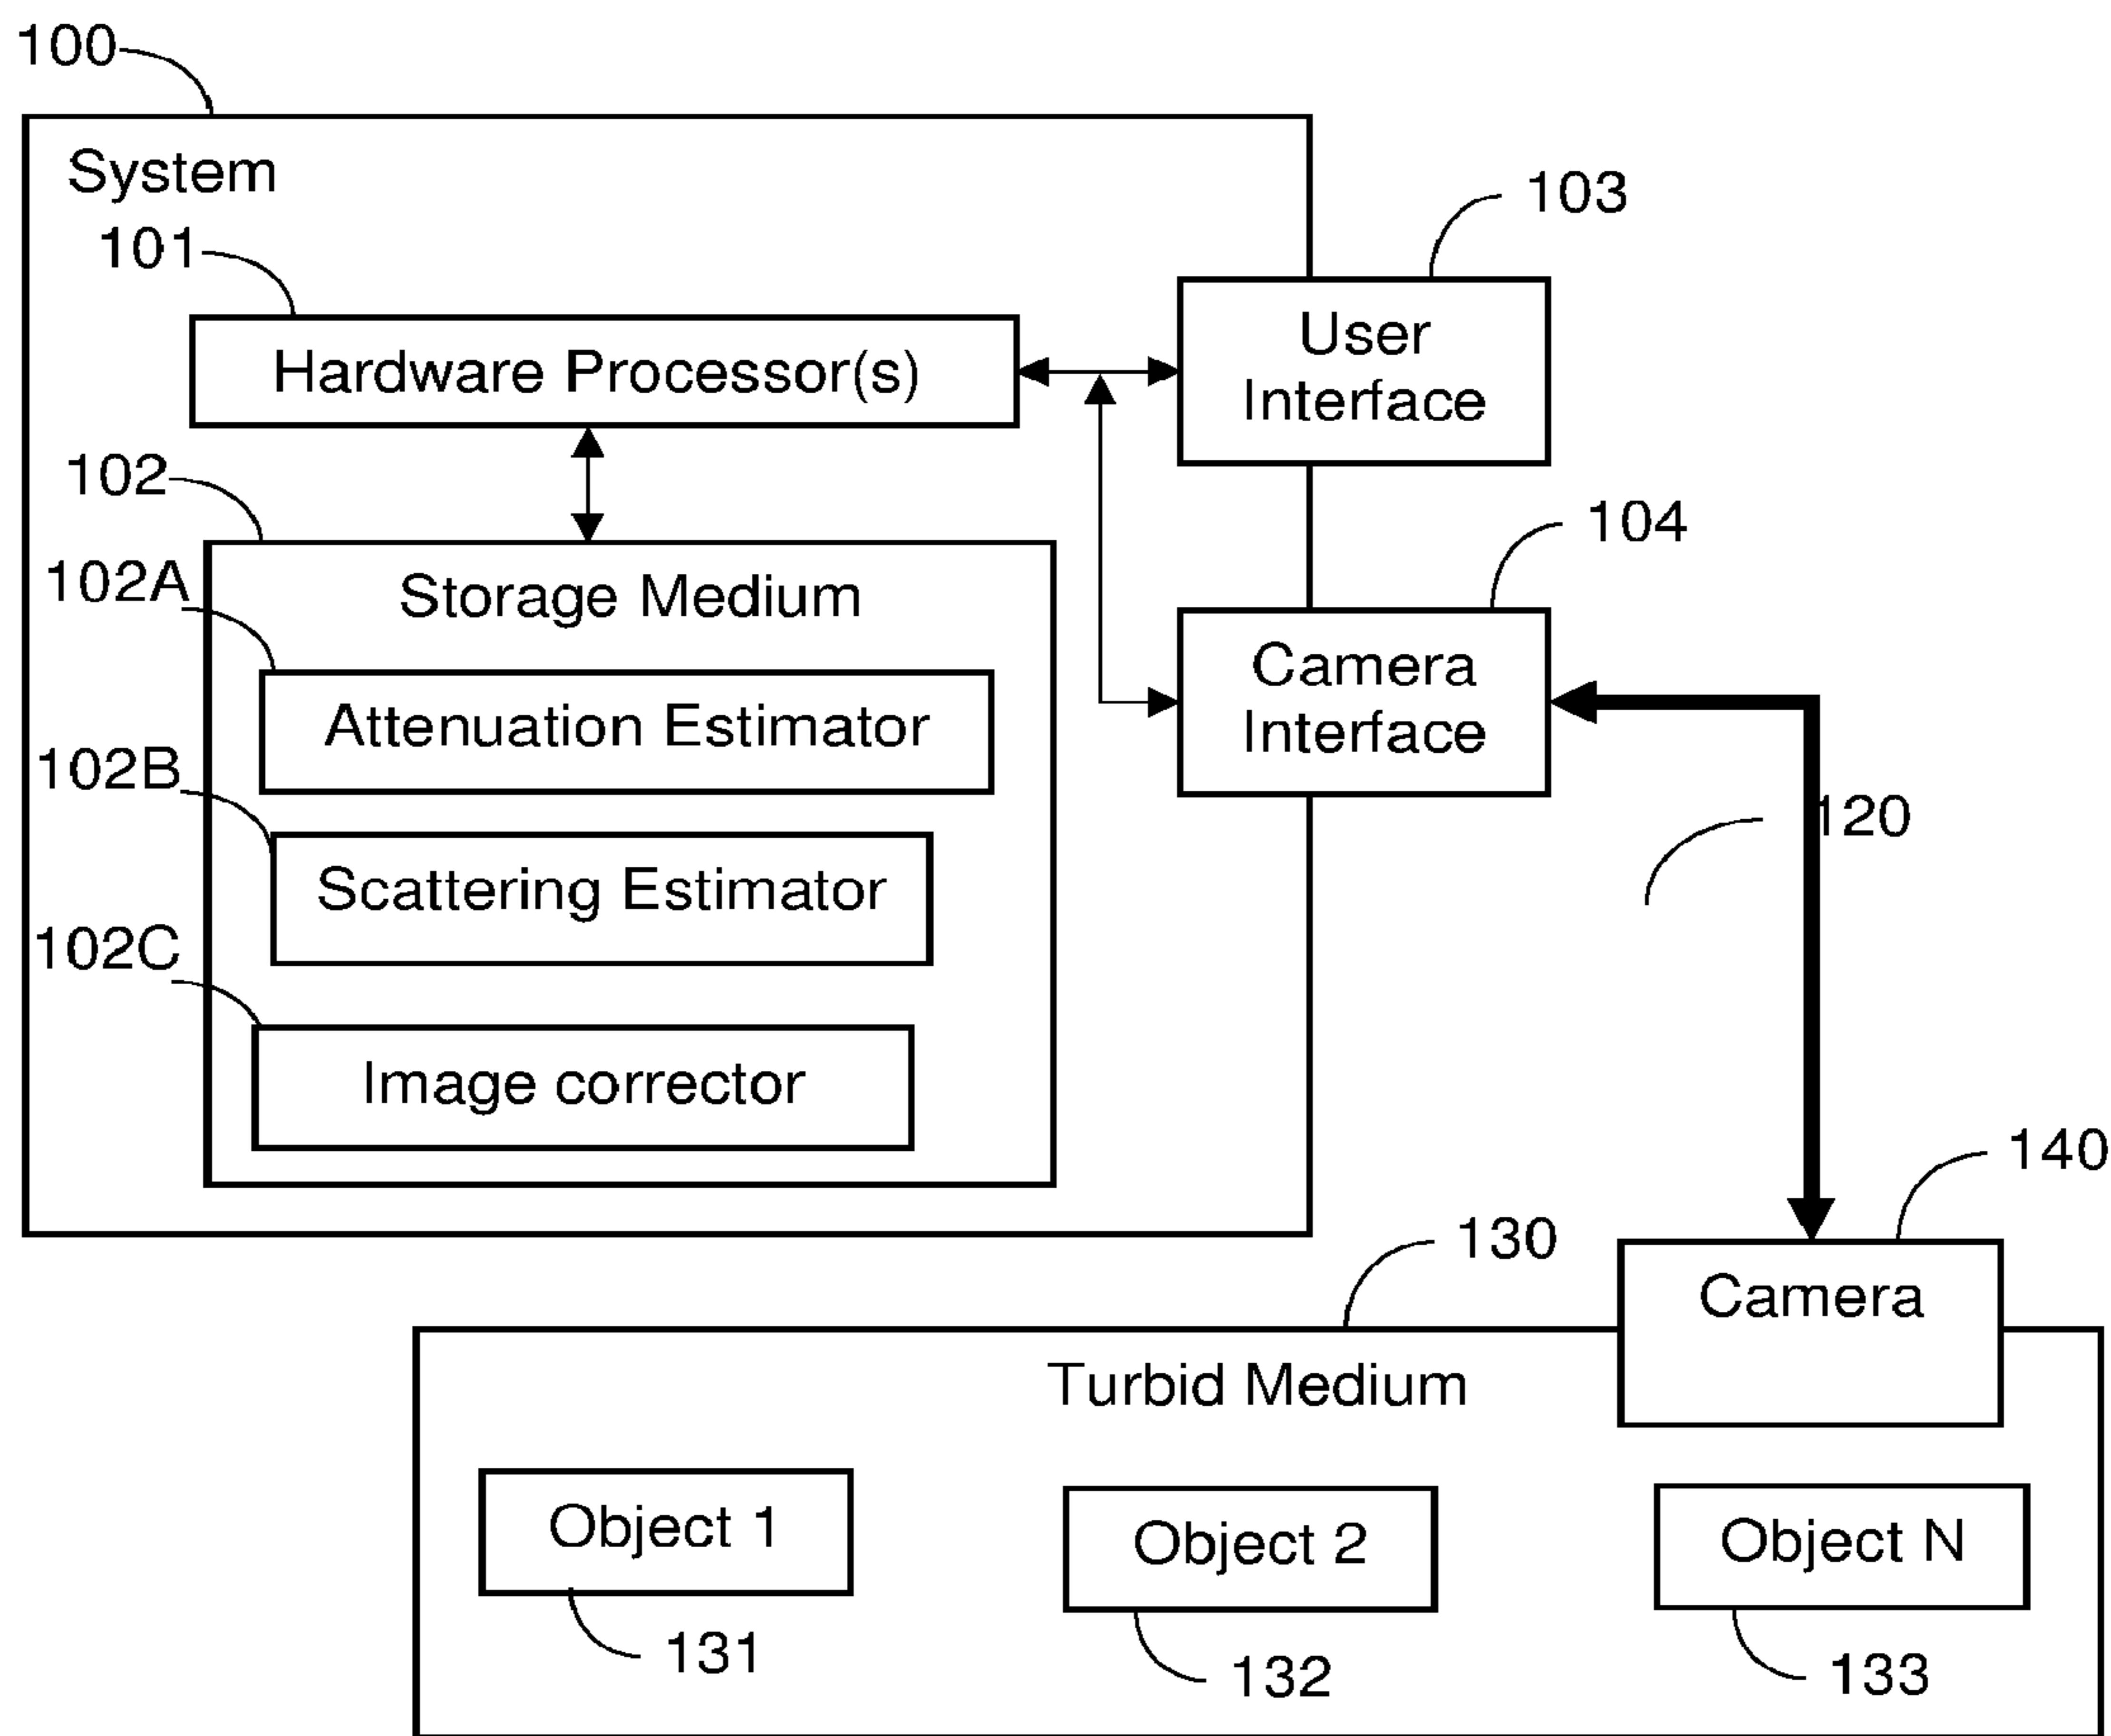 100
System
101
103
Hardware Processor(s)
User
Interface
102
104
102A
Storage Medium
Attenuation Estimator
Camera
Interface
102B
120
Scattering Estimator
102C
Image corrector
140
130
Camera
Turbid Medium
Object 1
Object 2
Object N
131
132
133